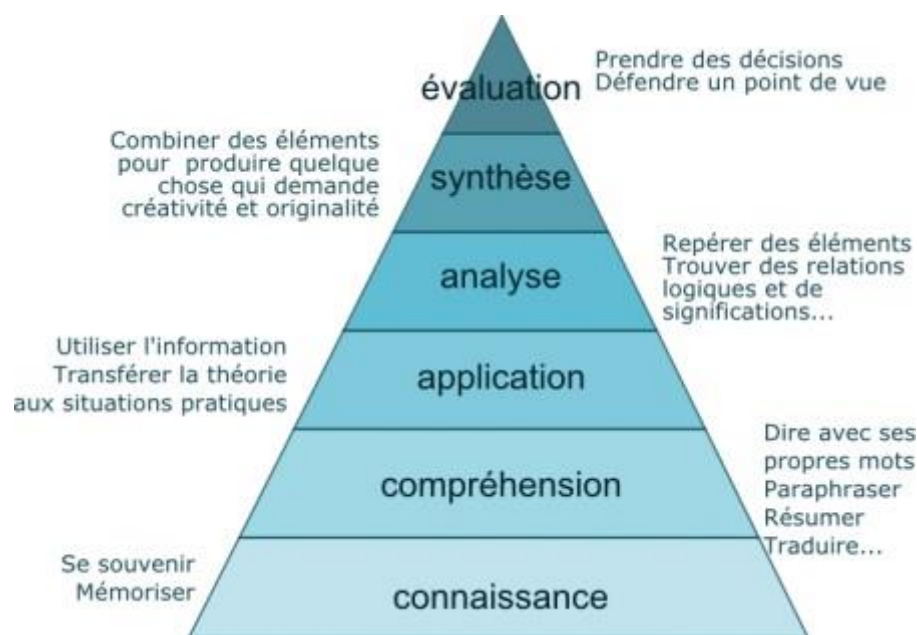 évaluation
Prendre des décisions
Défendre un point de vue
Combiner des éléments
pour produire quelque
chose qui demande
créativité et originalité
synthèse
analyse
Repérer des éléments
Trouver des relations
logiques et de
significations...
Utiliser l'information
Transférer la théorie
aux situations pratiques
application
compréhension
Dire avec ses
propres mots
Paraphraser
Résumer
Traduire...
Se souvenir
Mémoriser
connaissance